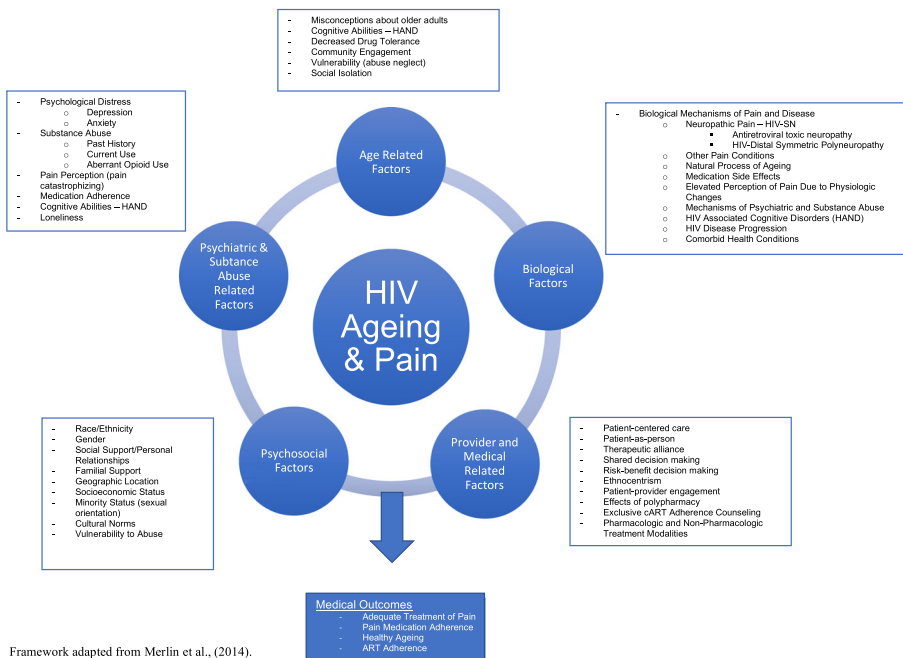 - Misconceptions about older adults
- Cognitive Abilities – HAND
- Decreased Drug Tolerance
- Community Engagement
- Vulnerability (abuse neglect)
- Social Isolation
- Psychological Distress
o Depression
o Anxiety
- Substance Abuse
o Past History
o Current Use
o Aberrant Opioid Use
- Pain Perception (pain
catastrophizing)
- Medication Adherence
- Cognitive Abilities – HAND
- Loneliness
- Biological Mechanisms of Pain and Disease
o Neuropathic Pain – HIV-SN
▪ Antiretroviral toxic neuropathy
▪ HIV-Distal Symmetric Polyneuropathy
o Other Pain Conditions
o Natural Process of Ageing
o Medication Side Effects
o Elevated Perception of Pain Due to Physiologic
Changes
o Mechanisms of Psychiatric and Substance Abuse
o HIV Associated Cognitive Disorders (HAND)
o HIV Disease Progression
o Comorbid Health Conditions
Age Related
Factors
Psychiatric &
Subtance
Abuse
Related
Factors
Biological
Factors
HIV
Ageing
& Pain
Psychosocial
Factors
Provider and
Medical
Related
Factors
- Race/Ethnicity
- Gender
- Social Support/Personal
Relationships
- Familial Support
- Geographic Location
- Socioeconomic Status
- Minority Status (sexual
orientation)
- Cultural Norms
- Vulnerability to Abuse
- Patient-centered care
- Patient-as-person
- Therapeutic alliance
- Shared decision making
- Risk-benefit decision making
- Ethnocentrism
- Patient-provider engagement
- Effects of polypharmacy
- Exclusive cART Adherence Counseling
- Pharmacologic and Non-Pharmacologic
Treatment Modalities
Medical Outcomes
- Adequate Treatment of Pain
- Pain Medication Adherence
- Healthy Ageing
- ART Adherence
Framework adapted from Merlin et al., (2014).